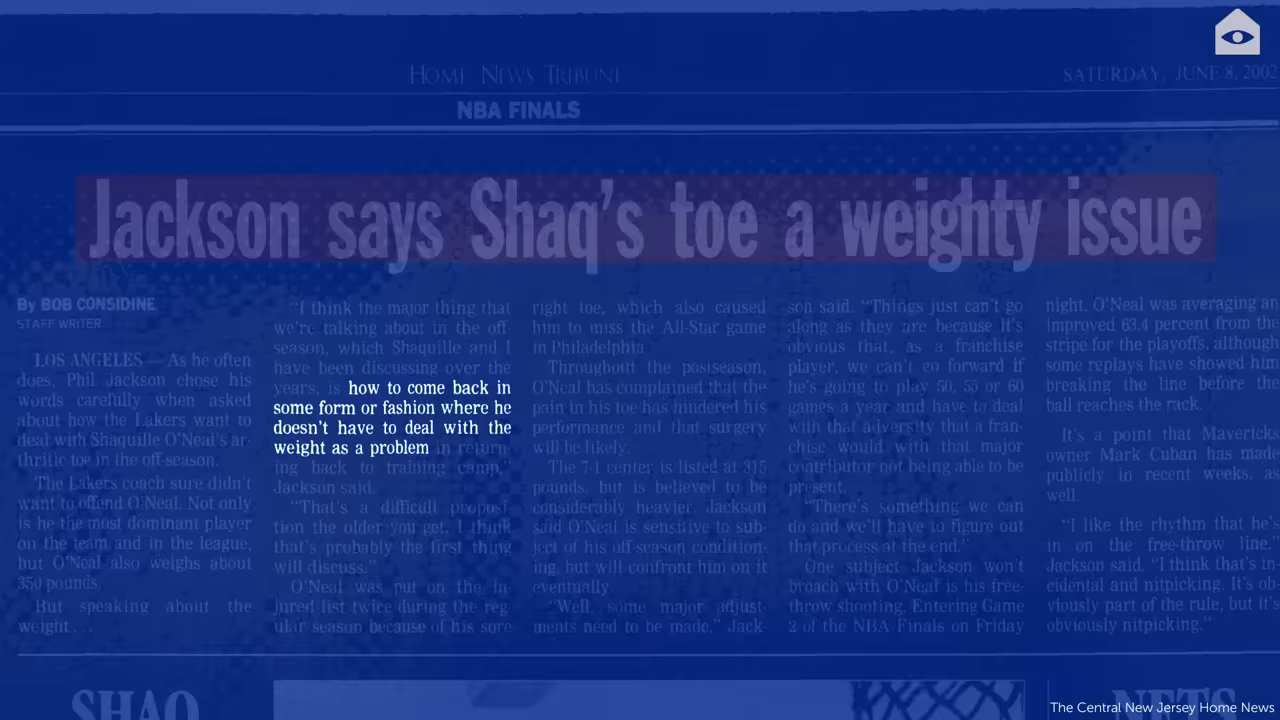 HOME NEWS TRIBUNE
SATURDAY, JUNE 8, 2002
NBA FINALS
Jackson says Shaq's toe a weighty issue
By BOB CONSIDINE
STAFF WRITER
LOS ANGELES — As he often
does, Phil Jackson chose his
words carefully when asked
about how the Lakers want to
deal with Shaquille O'Neal's ar-
thritic toe in the off-season.
The Lakers coach sure didn't
want to offend O'Neal. Not only
is he the most dominant player
on the team and in the league,
but O'Neal also weighs about
350 pounds.
But speaking about the
weight . . .
"I think the major thing that
we're talking about in the off-
season, which Shaquille and I
have been discussing over the
years, is how to come back in
some form or fashion where he
doesn't have to deal with the
weight as a problem in return-
ing back to training camp,"
Jackson said.
"That's a difficult proposi-
tion the older you get. I think
that's probably the first thing
will discuss."
O'Neal was put on the in-
jured list twice during the reg-
ular season because of his sore
right toe, which also caused
him to miss the All-Star game
in Philadelphia.
Throughout the postseason,
O'Neal has complained that the
pain in his toe has hindered his
performance and that surgery
will be likely.
The 7-1 center is listed at 315
pounds, but is believed to be
considerably heavier. Jackson
said O'Neal is sensitive to sub-
ject of his off-season condition-
ing, but will confront him on it
eventually.
"Well, some major adjust-
ments need to be made," Jack-
son said. "Things just can't go
along as they are because it's
obvious that, as a franchise
player, we can't go forward if
he's going to play 50, 55 or 60
games a year and have to deal
with that adversity that a fran-
chise would with that major
contributor not being able to be
present.
"There's something we can
do and we'll have to figure out
that process at the end."
One subject Jackson won't
broach with O'Neal is his free-
throw shooting. Entering Game
2 of the NBA Finals on Friday
night, O'Neal was averaging an
improved 63.4 percent from the
stripe for the playoffs, although
some replays have showed him
breaking the line before the
ball reaches the rack.
It's a point that Mavericks
owner Mark Cuban has made
publicly in recent weeks, as
well.
"I like the rhythm that he's
in on the free-throw line,"
Jackson said. "I think that's in-
cidental and nitpicking. It's ob-
viously part of the rule, but it's
obviously nitpicking."
SHAQ
NETS
The Central New Jersey Home News